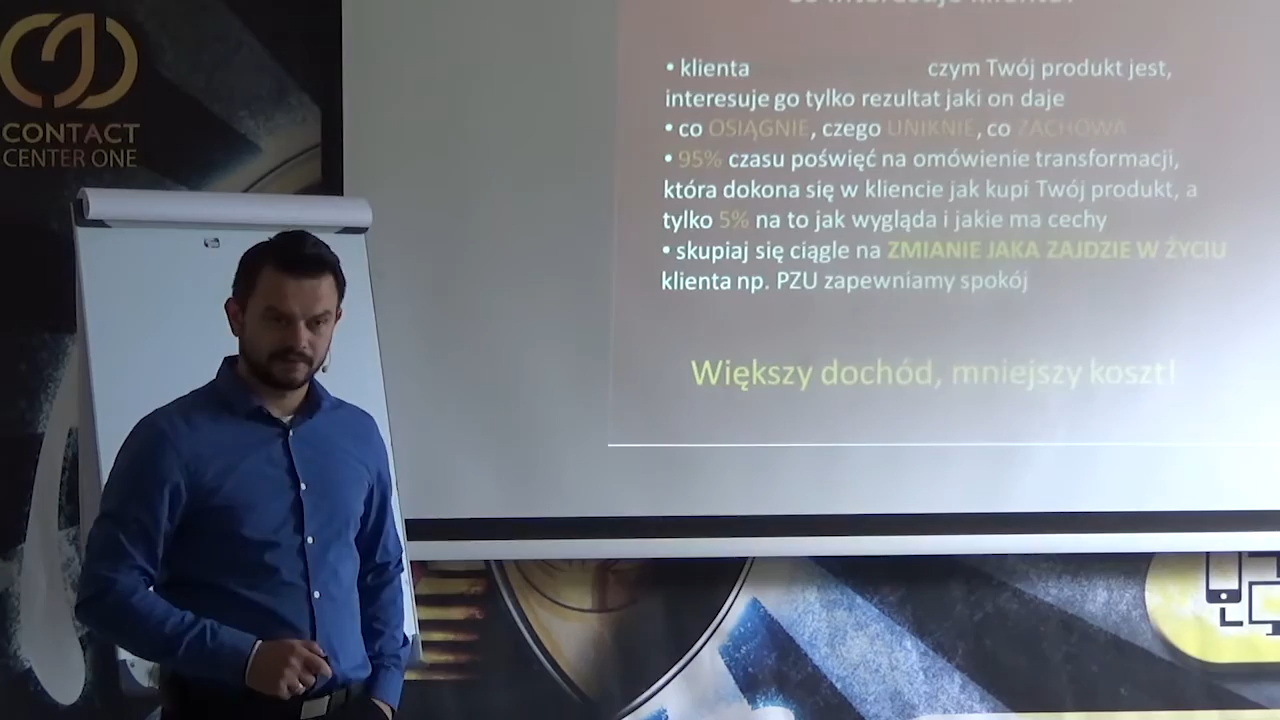 CONTACT
CENTER ONE
• klienta czym Twój produkt jest,
interesuje go tylko rezultat jaki on daje
• co OSIĄGNIE, czego UNIKNIE, co ZACHOWA
• 95% czasu poświęć na omówienie transformacji,
która dokona się w kliencie jak kupi Twój produkt, a
tylko 5% na to jak wygląda i jakie ma cechy
• skupiaj się ciągle na ZMIANIE JAKA ZAJDZIE W ŻYCIU
klienta np. PZU zapewniamy spokój
Większy dochód, mniejszy koszt!